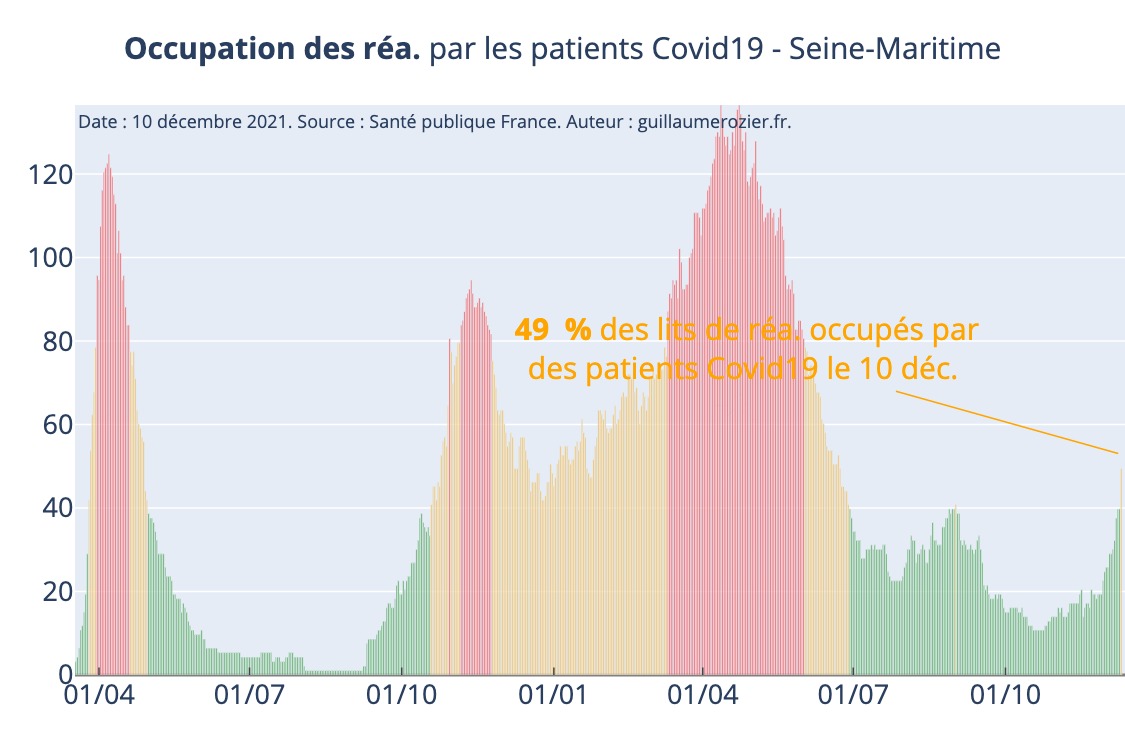 Occupation des réa. par les patients Covid19 - Seine-Maritime
Date : 10 décembre 2021. Source : Santé publique France. Auteur : guillaumerozier.fr.
120
100
80
60
40
20
0
49 % des lits de réa. occupés par
des patients Covid19 le 10 déc.
01/04 01/07 01/10 01/01 01/04 01/07 01/10